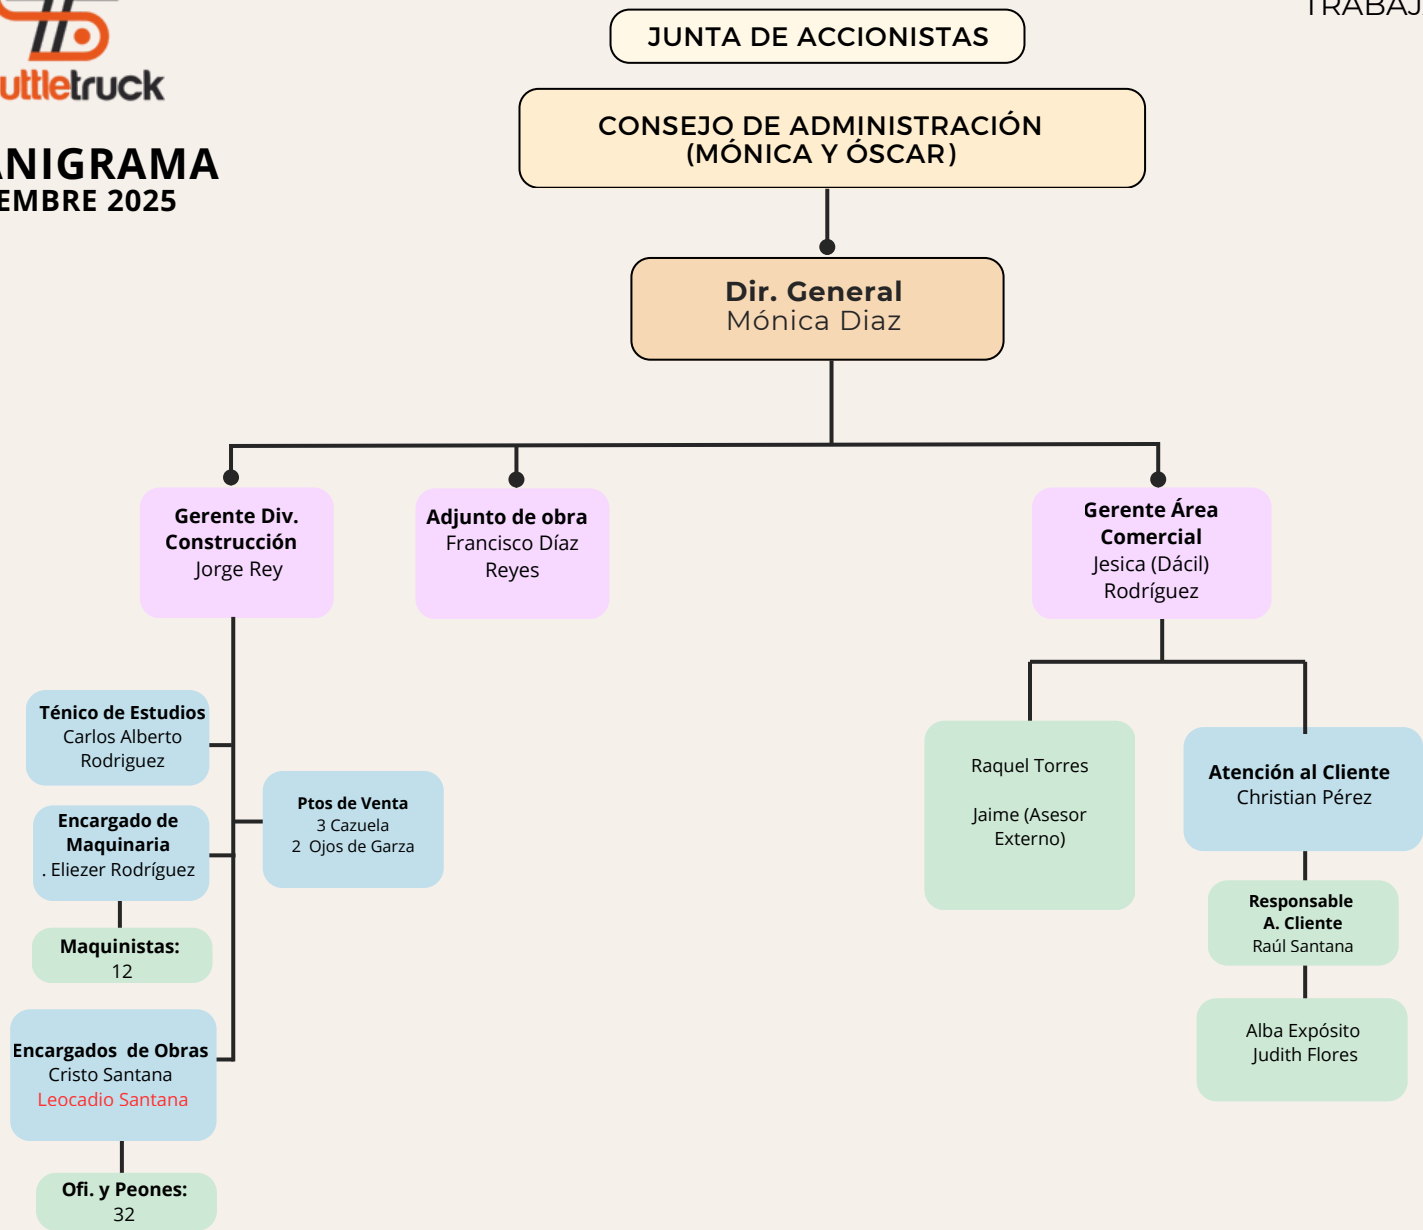 TRABAJ
uttletruck
ANIGRAMA
EMBRE 2025
JUNTA DE ACCIONISTAS
CONSEJO DE ADMINISTRACIÓN
(MÓNICA Y ÓSCAR)
Dir. General
Mónica Diaz
Gerente Div.
Construcción
Jorge Rey
Adjunto de obra
Francisco Díaz
Reyes
Gerente Área
Comercial
Jesica (Dácil)
Rodríguez
Ténico de Estudios
Carlos Alberto
Rodriguez
Ptos de Venta
3 Cazuela
2 Ojos de Garza
Encargado de
Maquinaria
. Eliezer Rodríguez
Maquinistas:
12
Encargados de Obras
Cristo Santana
Leocadio Santana
Ofi. y Peones:
32
Raquel Torres
Jaime (Asesor
Externo)
Atención al Cliente
Christian Pérez
Responsable
A. Cliente
Raúl Santana
Alba Expósito
Judith Flores